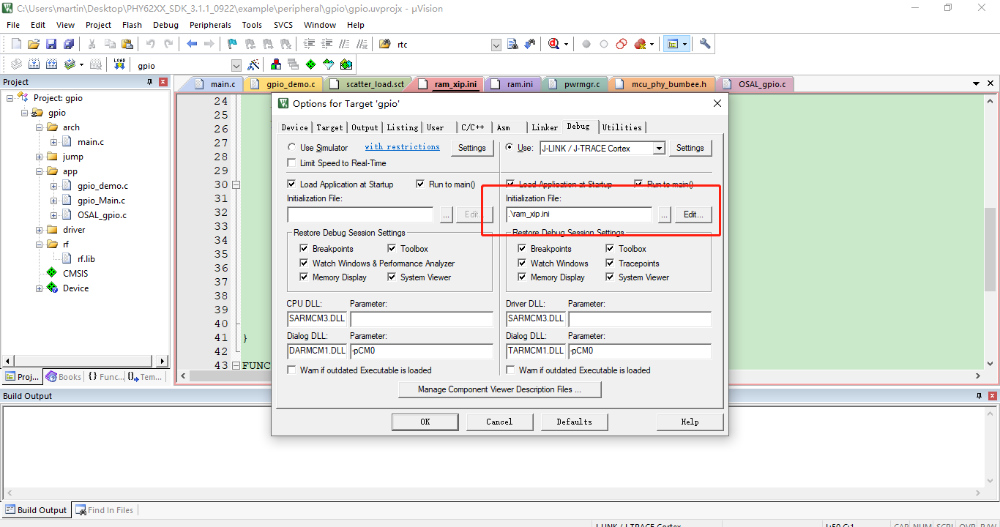 C:\Users\martin\Desktop\PHY62XX_SDK_3.1.1_0922\example\peripheral\gpio\gpio.uvprojx - µVision
File Edit View Project Flash Debug Peripherals Tools SVCS Window Help
rtc
LOAD gpio
Project
main.c gpio_demo.c scatter_load.sct ram_xip.ini ram.ini pwrmgr.c mcu_phy_bumbee.h OSAL_gpio.c
Project: gpio
gpio
arch
main.c
jump
app
gpio_demo.c
gpio_Main.c
OSAL_gpio.c
driver
rf
rf.lib
CMSIS
Device
Proj... Books {} Func... Tem...
24
25
26
27
28
29
30
31
32
33
34
35
36
37
38
39
40
41 }
42
43 FUNC
Options for Target 'gpio'
Device Target Output Listing User C/C++ Asm Linker Debug Utilities
Use Simulator with restrictions Settings
Limit Speed to Real-Time
Load Application at Startup Run to main()
Initialization File:
... Edit...
Restore Debug Session Settings
Breakpoints Toolbox
Watch Windows & Performance Analyzer
Memory Display System Viewer
CPU DLL: Parameter:
SARMCM3.DLL
Dialog DLL: Parameter:
DARMCM1.DLL -pCM0
Warn if outdated Executable is loaded
Use: J-LINK / J-TRACE Cortex Settings
Load Application at Startup Run to main()
Initialization File:
.\ram_xip.ini ... Edit...
Restore Debug Session Settings
Breakpoints Toolbox
Watch Windows Tracepoints
Memory Display System Viewer
Driver DLL: Parameter:
SARMCM3.DLL
Dialog DLL: Parameter:
TARMCM1.DLL -pCM0
Warn if outdated Executable is loaded
Manage Component Viewer Description Files ...
OK Cancel Defaults Help
Build Output
Build Output Find In Files
J-LINK / J-TRACE Cortex L:50 C:1 CAP NUM SCRL OVR R/W